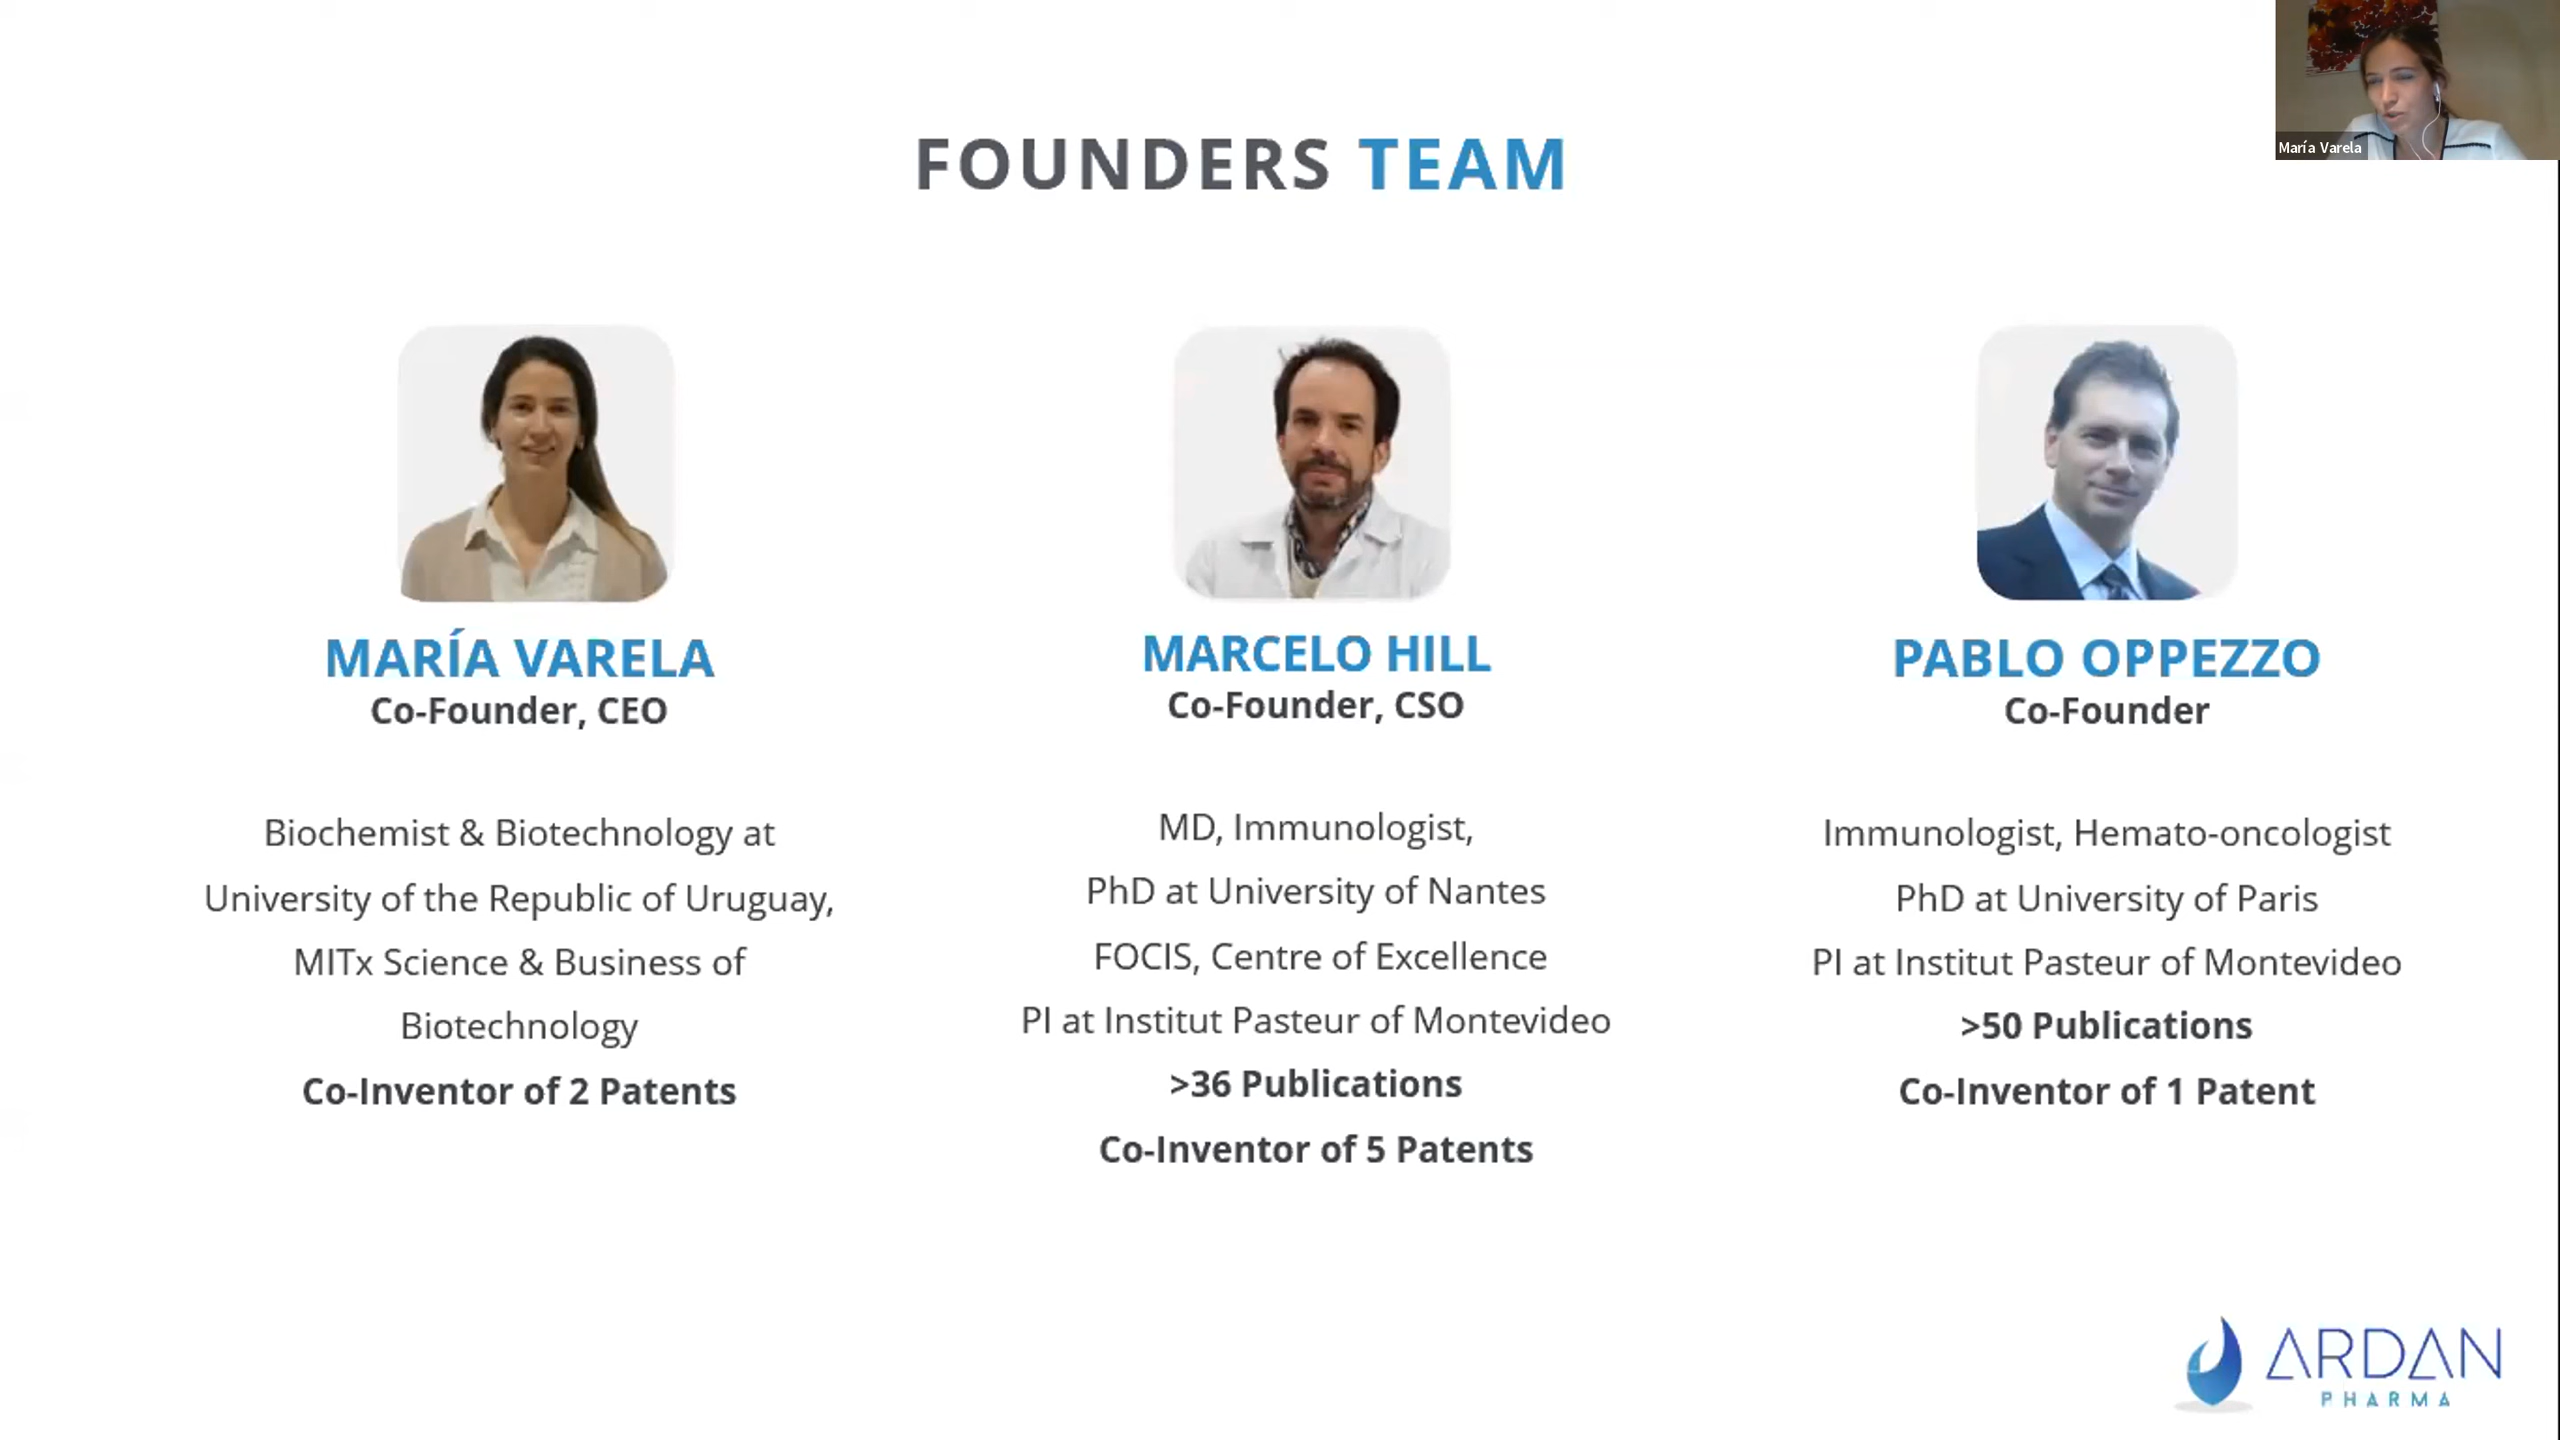 María Varela
FOUNDERS TEAM
MARÍA VARELA
Co-Founder, CEO
Biochemist & Biotechnology at
University of the Republic of Uruguay,
MITx Science & Business of
Biotechnology
Co-Inventor of 2 Patents
MARCELO HILL
Co-Founder, CSO
MD, Immunologist,
PhD at University of Nantes
FOCIS, Centre of Excellence
PI at Institut Pasteur of Montevideo
>36 Publications
Co-Inventor of 5 Patents
PABLO OPPEZZO
Co-Founder
Immunologist, Hemato-oncologist
PhD at University of Paris
PI at Institut Pasteur of Montevideo
>50 Publications
Co-Inventor of 1 Patent
ARDAN
PHARMA